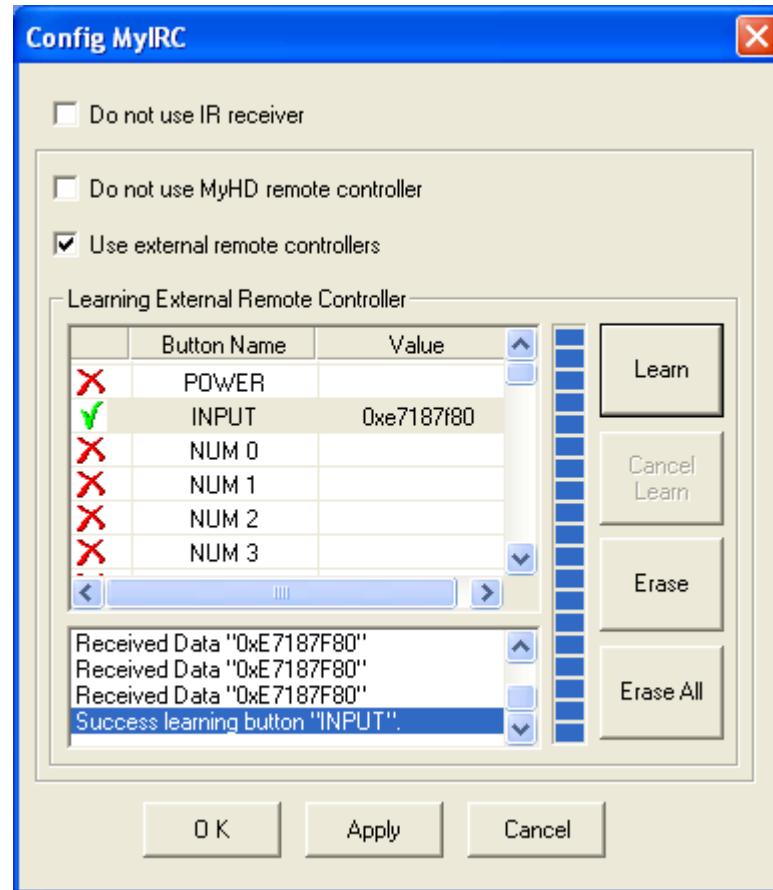 Config MyIRC
Do not use IR receiver
Do not use MyHD remote controller
Use external remote controllers
Learning External Remote Controller
Button Name Value
POWER
INPUT 0xe7187f80
NUM 0
NUM 1
NUM 2
NUM 3
Learn
Cancel
Learn
Erase
Erase All
Received Data "0xE7187F80"
Received Data "0xE7187F80"
Received Data "0xE7187F80"
Success learning button "INPUT".
O K Apply Cancel